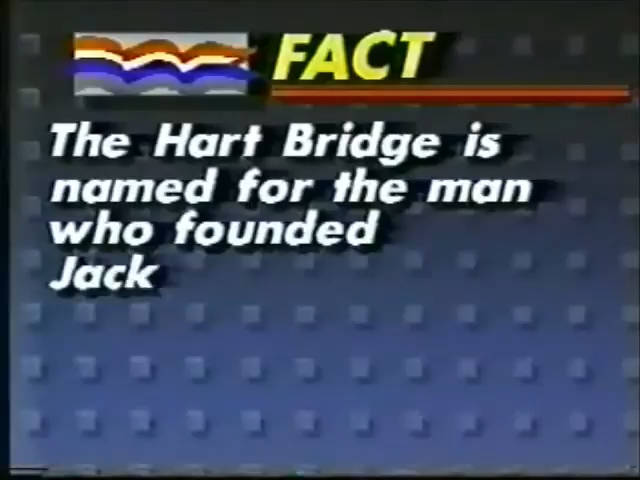 FACT
The Hart Bridge is
named for the man
who founded
Jack